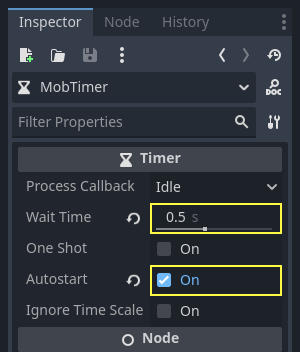 Inspector Node History
MobTimer
DOC
Filter Properties
Timer
Process Callback Idle
Wait Time 0.5 s
One Shot On
Autostart On
Ignore Time Scale On
Node